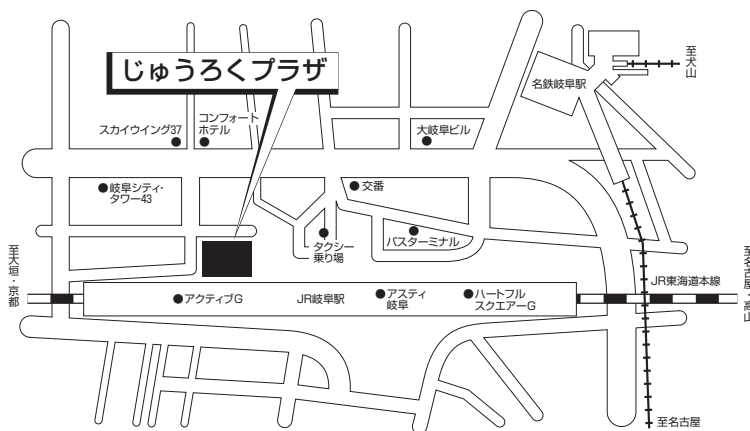 じゅうろくプラザ
至犬山
名鉄岐阜駅
コンフォート
ホテル
スカイウイング37
大岐阜ビル
岐阜シティ・
タワー43
交番
タクシー
乗り場
バスターミナル
至大垣・京都
至名古屋・高山
JR東海道本線
アクティブG
JR岐阜駅
アスティ
岐阜
ハートフル
スクエアーG
至名古屋